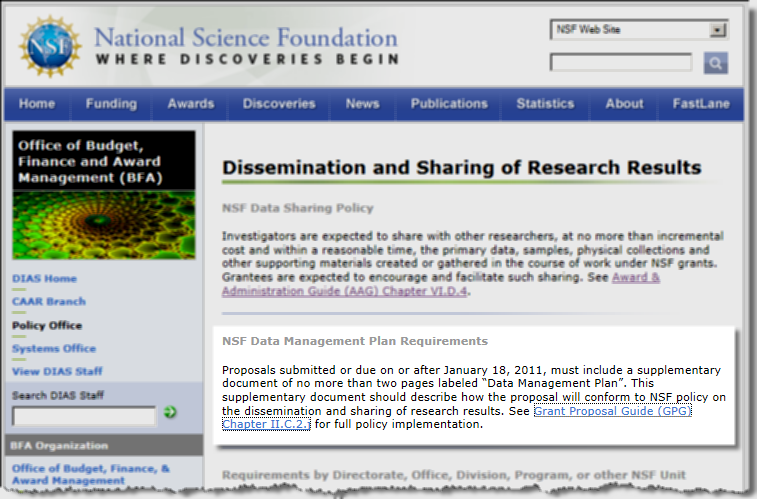 NSF
National Science Foundation
WHERE DISCOVERIES BEGIN
NSF Web Site
Home Funding Awards Discoveries News Publications Statistics About FastLane
Office of Budget,
Finance and Award
Management (BFA)
DIAS Home
CAAR Branch
Policy Office
Systems Office
View DIAS Staff
Search DIAS Staff
BFA Organization
Office of Budget, Finance, &
Award Management
Dissemination and Sharing of Research Results
NSF Data Sharing Policy
Investigators are expected to share with other researchers, at no more than incremental
cost and within a reasonable time, the primary data, samples, physical collections and
other supporting materials created or gathered in the course of work under NSF grants.
Grantees are expected to encourage and facilitate such sharing. See Award &
Administration Guide (AAG) Chapter VI.D.4.
NSF Data Management Plan Requirements
Proposals submitted or due on or after January 18, 2011, must include a supplementary
document of no more than two pages labeled “Data Management Plan”. This
supplementary document should describe how the proposal will conform to NSF policy on
the dissemination and sharing of research results. See Grant Proposal Guide (GPG)
Chapter II.C.2.j for full policy implementation.
Requirements by Directorate, Office, Division, Program, or other NSF Unit